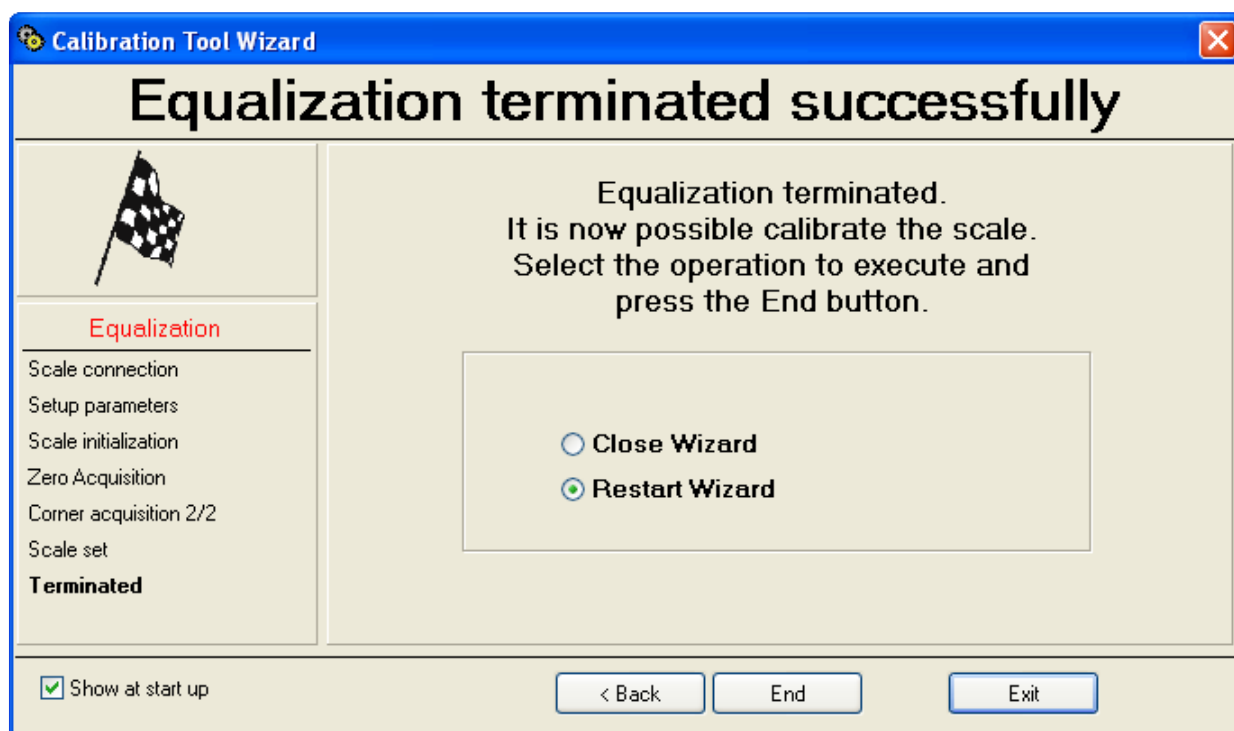 Calibration Tool Wizard
Equalization terminated successfully
Equalization
Scale connection
Setup parameters
Scale initialization
Zero Acquisition
Corner acquisition 2/2
Scale set
Terminated
Equalization terminated.
It is now possible calibrate the scale.
Select the operation to execute and
press the End button.
Close Wizard
Restart Wizard
Show at start up
< Back
End
Exit